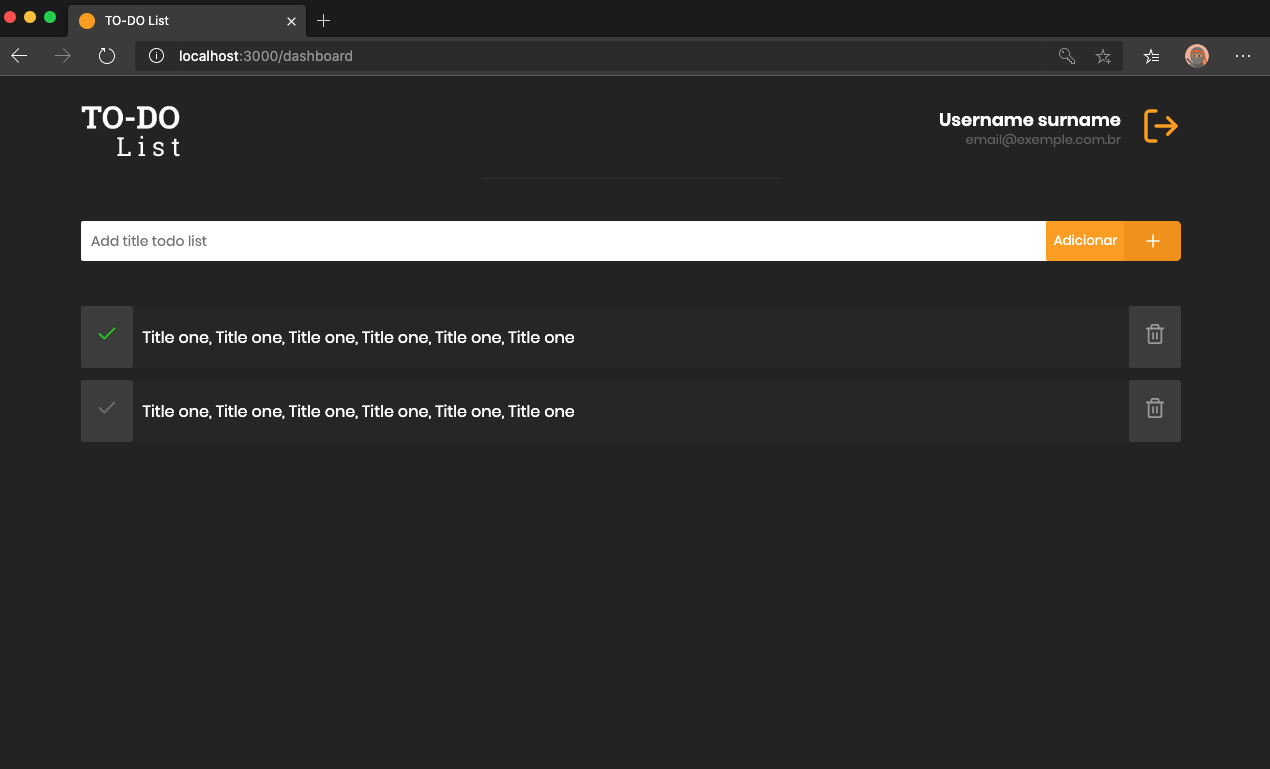 TO-DO List
localhost:3000/dashboard
TO-DO
List
Username surname
email@exemple.com.br
Add title todo list
Adicionar
Title one, Title one, Title one, Title one, Title one, Title one
Title one, Title one, Title one, Title one, Title one, Title one